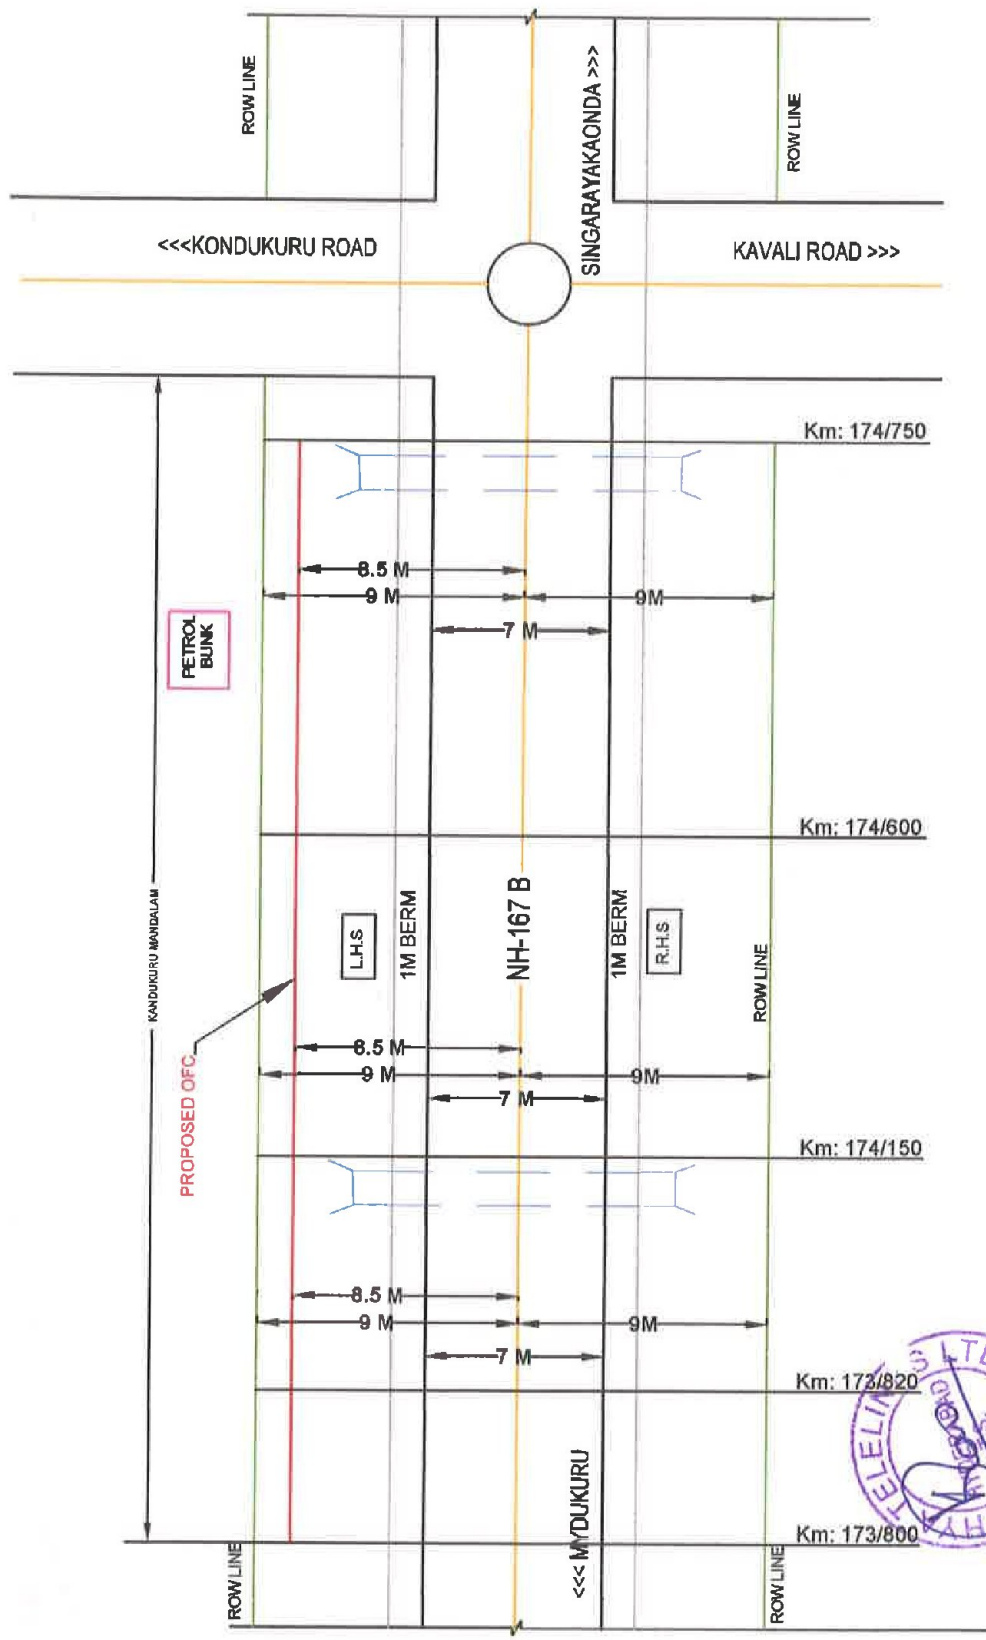 ROW LINE
SINGARAYAKAONDA >>>
ROW LINE
<<<KONDUKURU ROAD
KAVALI ROAD >>>
Km: 174/750
8.5 M
9 M
9M
7 M
PETROL
BUNK
Km: 174/600
KANDUKURU MANDALAM
L.H.S
1M BERM
NH-167 B
1M BERM
R.H.S
ROW LINE
PROPOSED OFC
8.5 M
9 M
9M
7 M
Km: 174/150
8.5 M
9 M
9M
7 M
Km: 173/820
<<< MYDUKURU
Km: 173/800
ROW LINE
ROW LINE
TELELIN
S LTD